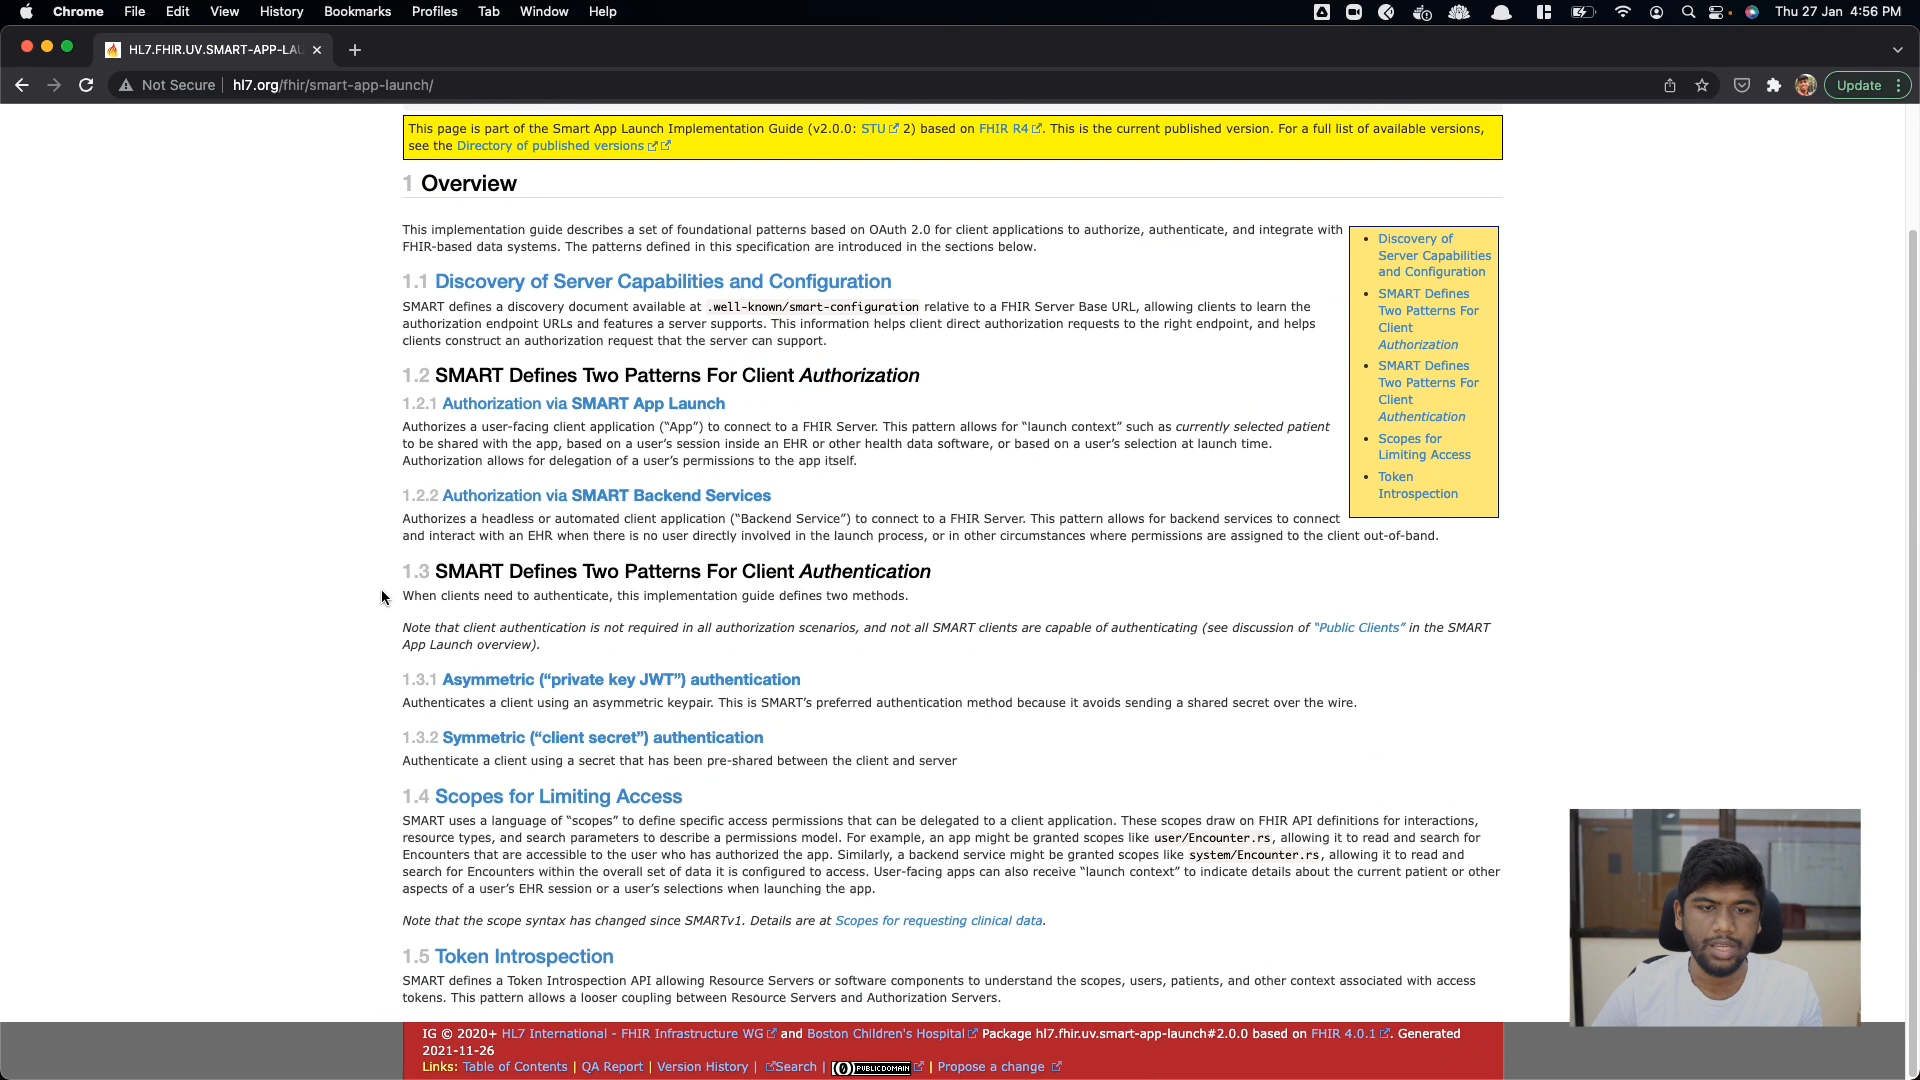 Chrome File Edit View History Bookmarks Profiles Tab Window Help Thu 27 Jan 4:56 PM
HL7.FHIR.UV.SMART-APP-LAU
Not Secure hl7.org/fhir/smart-app-launch/ Update
This page is part of the Smart App Launch Implementation Guide (v2.0.0: STU 2) based on FHIR R4. This is the current published version. For a full list of available versions,
see the Directory of published versions
1 Overview
This implementation guide describes a set of foundational patterns based on OAuth 2.0 for client applications to authorize, authenticate, and integrate with
FHIR-based data systems. The patterns defined in this specification are introduced in the sections below.
1.1 Discovery of Server Capabilities and Configuration
SMART defines a discovery document available at .well-known/smart-configuration relative to a FHIR Server Base URL, allowing clients to learn the
authorization endpoint URLs and features a server supports. This information helps client direct authorization requests to the right endpoint, and helps
clients construct an authorization request that the server can support.
1.2 SMART Defines Two Patterns For Client Authorization
1.2.1 Authorization via SMART App Launch
Authorizes a user-facing client application (“App”) to connect to a FHIR Server. This pattern allows for “launch context” such as currently selected patient
to be shared with the app, based on a user’s session inside an EHR or other health data software, or based on a user’s selection at launch time.
Authorization allows for delegation of a user’s permissions to the app itself.
1.2.2 Authorization via SMART Backend Services
Authorizes a headless or automated client application (“Backend Service”) to connect to a FHIR Server. This pattern allows for backend services to connect
and interact with an EHR when there is no user directly involved in the launch process, or in other circumstances where permissions are assigned to the client out-of-band.
1.3 SMART Defines Two Patterns For Client Authentication
When clients need to authenticate, this implementation guide defines two methods.
Note that client authentication is not required in all authorization scenarios, and not all SMART clients are capable of authenticating (see discussion of “Public Clients” in the SMART
App Launch overview).
1.3.1 Asymmetric (“private key JWT”) authentication
Authenticates a client using an asymmetric keypair. This is SMART’s preferred authentication method because it avoids sending a shared secret over the wire.
1.3.2 Symmetric (“client secret”) authentication
Authenticate a client using a secret that has been pre-shared between the client and server
1.4 Scopes for Limiting Access
SMART uses a language of “scopes” to define specific access permissions that can be delegated to a client application. These scopes draw on FHIR API definitions for interactions,
resource types, and search parameters to describe a permissions model. For example, an app might be granted scopes like user/Encounter.rs, allowing it to read and search for
Encounters that are accessible to the user who has authorized the app. Similarly, a backend service might be granted scopes like system/Encounter.rs, allowing it to read and
search for Encounters within the overall set of data it is configured to access. User-facing apps can also receive “launch context” to indicate details about the current patient or other
aspects of a user’s EHR session or a user’s selections when launching the app.
Note that the scope syntax has changed since SMARTv1. Details are at Scopes for requesting clinical data.
1.5 Token Introspection
SMART defines a Token Introspection API allowing Resource Servers or software components to understand the scopes, users, patients, and other context associated with access
tokens. This pattern allows a looser coupling between Resource Servers and Authorization Servers.
Discovery of
Server Capabilities
and Configuration
SMART Defines
Two Patterns For
Client
Authorization
SMART Defines
Two Patterns For
Client
Authentication
Scopes for
Limiting Access
Token
Introspection
IG © 2020+ HL7 International - FHIR Infrastructure WG and Boston Children's Hospital Package hl7.fhir.uv.smart-app-launch#2.0.0 based on FHIR 4.0.1. Generated
2021-11-26
Links: Table of Contents | QA Report | Version History | Search | PUBLIC DOMAIN | Propose a change